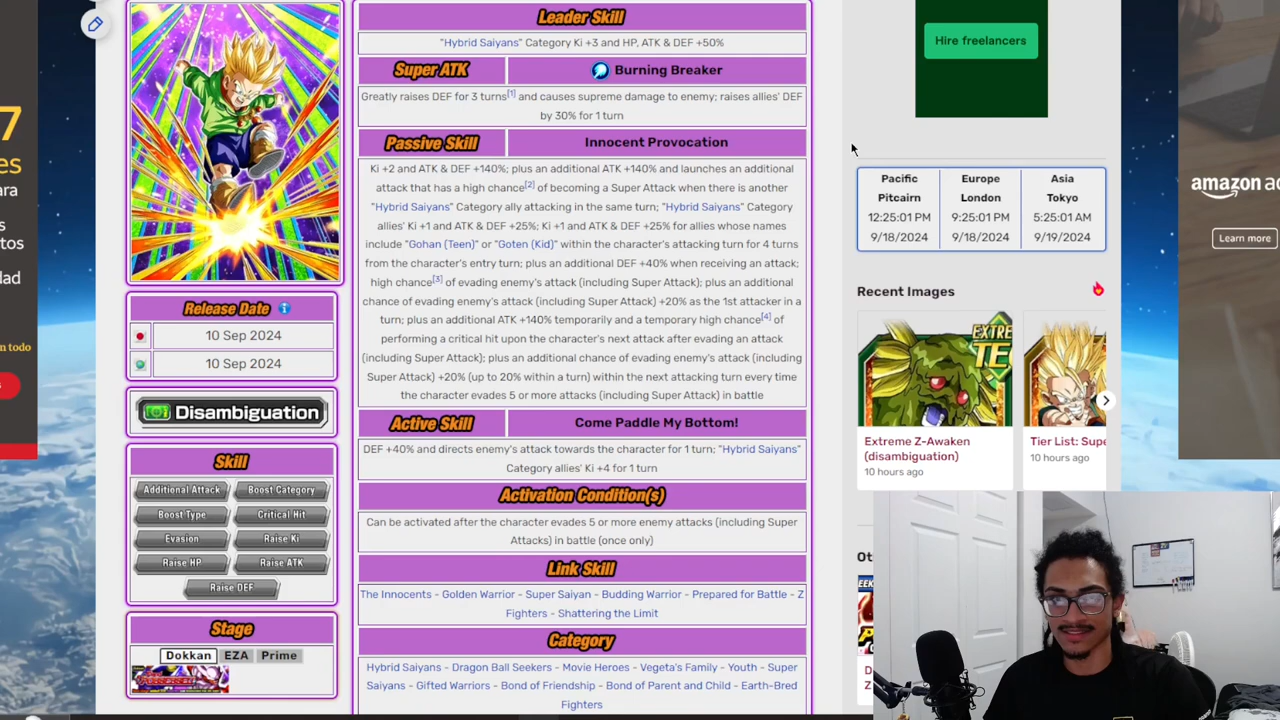 Leader Skill
"Hybrid Saiyans" Category Ki +3 and HP, ATK & DEF +50%
Super ATK
Burning Breaker
Greatly raises DEF for 3 turns[1] and causes supreme damage to enemy; raises allies' DEF
by 30% for 1 turn
Passive Skill
Innocent Provocation
Ki +2 and ATK & DEF +140%; plus an additional ATK +140% and launches an additional
attack that has a high chance[2] of becoming a Super Attack when there is another
"Hybrid Saiyans" Category ally attacking in the same turn; "Hybrid Saiyans" Category
allies' Ki +1 and ATK & DEF +25%; Ki +1 and ATK & DEF +25% for allies whose names
include "Gohan (Teen)" or "Goten (Kid)" within the character's attacking turn for 4 turns
from the character's entry turn; plus an additional DEF +40% when receiving an attack;
high chance[3] of evading enemy's attack (including Super Attack); plus an additional
chance of evading enemy's attack (including Super Attack) +20% as the 1st attacker in a
turn; plus an additional ATK +140% temporarily and a temporary high chance[4] of
performing a critical hit upon the character's next attack after evading an attack
(including Super Attack); plus an additional chance of evading enemy's attack (including
Super Attack) +20% (up to 20% within a turn) within the next attacking turn every time
the character evades 5 or more attacks (including Super Attack) in battle
Active Skill
Come Paddle My Bottom!
DEF +40% and directs enemy's attack towards the character for 1 turn; "Hybrid Saiyans"
Category allies' Ki +4 for 1 turn
Activation Condition(s)
Can be activated after the character evades 5 or more enemy attacks (including Super
Attacks) in battle (once only)
Link Skill
The Innocents - Golden Warrior - Super Saiyan - Budding Warrior - Prepared for Battle - Z
Fighters - Shattering the Limit
Category
Hybrid Saiyans - Dragon Ball Seekers - Movie Heroes - Vegeta's Family - Youth - Super
Saiyans - Gifted Warriors - Bond of Friendship - Bond of Parent and Child - Earth-Bred
Fighters
Release Date
10 Sep 2024
10 Sep 2024
Disambiguation
Skill
Additional Attack
Boost Category
Boost Type
Critical Hit
Evasion
Raise Ki
Raise HP
Raise ATK
Raise DEF
Stage
Dokkan EZA Prime
Hire freelancers
Pacific Europe Asia
Pitcairn London Tokyo
12:25:01 PM 9:25:01 PM 5:25:01 AM
9/18/2024 9/18/2024 9/19/2024
Recent Images
EXTRE
TEC
Extreme Z-Awaken
(disambiguation)
10 hours ago
Tier List: Supe
10 hours ago
Ot
amazon ad
Learn more
7
es
ara
os
dad
n todo